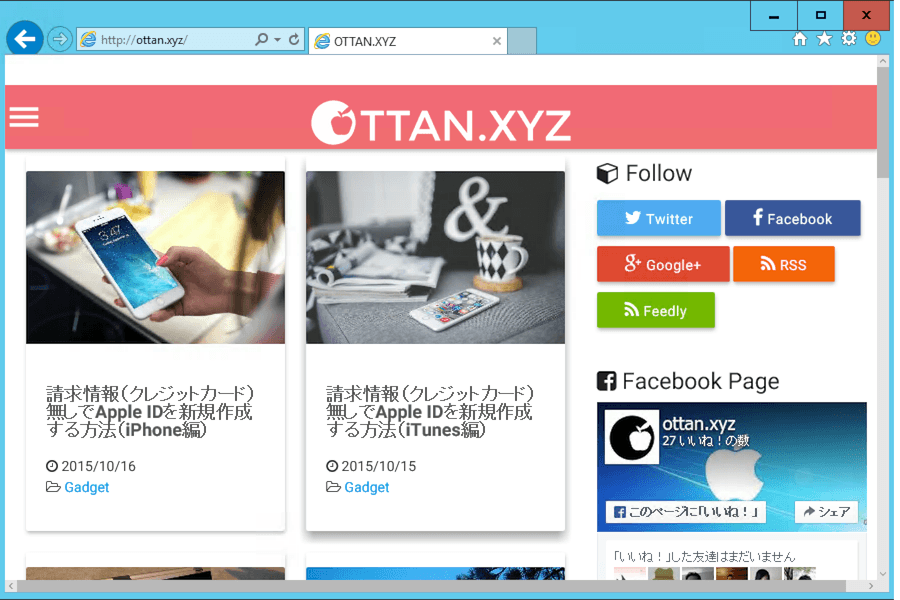 http://ottan.xyz/
OTTAN.XYZ
OTTAN.XYZ
3:47
&
請求情報（クレジットカード）
無しでApple IDを新規作成
する方法（iPhone編）
2015/10/16
Gadget
請求情報（クレジットカード）
無しでApple IDを新規作成
する方法（iTunes編）
2015/10/15
Gadget
Follow
Twitter
Facebook
Google+
RSS
Feedly
Facebook Page
ottan.xyz
27 いいね！の数
このページに「いいね！」
シェア
「いいね！」した友達はまだいません